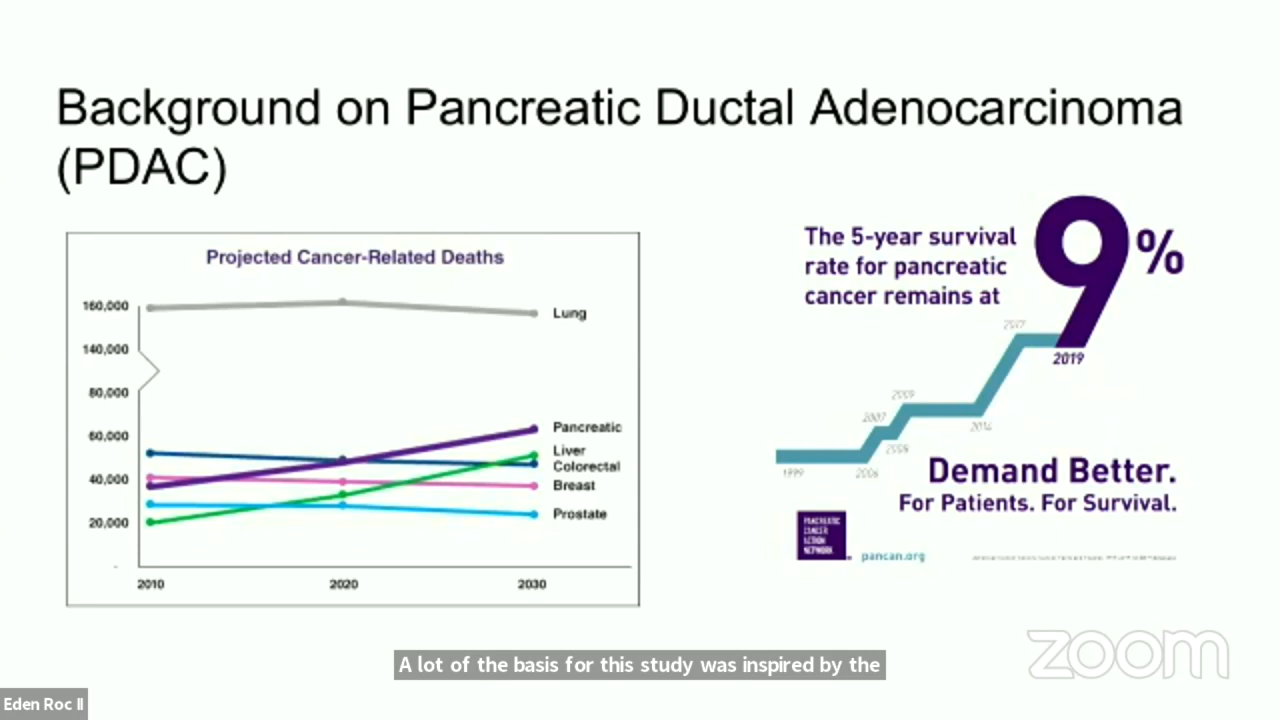 Background on Pancreatic Ductal Adenocarcinoma
(PDAC)
Projected Cancer-Related Deaths
160,000
140,000
80,000
60,000
40,000
20,000
-
2010
2020
2030
Lung
Pancreatic
Liver
Colorectal
Breast
Prostate
The 5-year survival
rate for pancreatic
cancer remains at
9%
1999
2006
2007
2008
2009
2014
2017
2019
Demand Better.
For Patients. For Survival.
PANCREATIC
CANCER
ACTION
NETWORK
pancan.org
zoom
A lot of the basis for this study was inspired by the
Eden Roc II